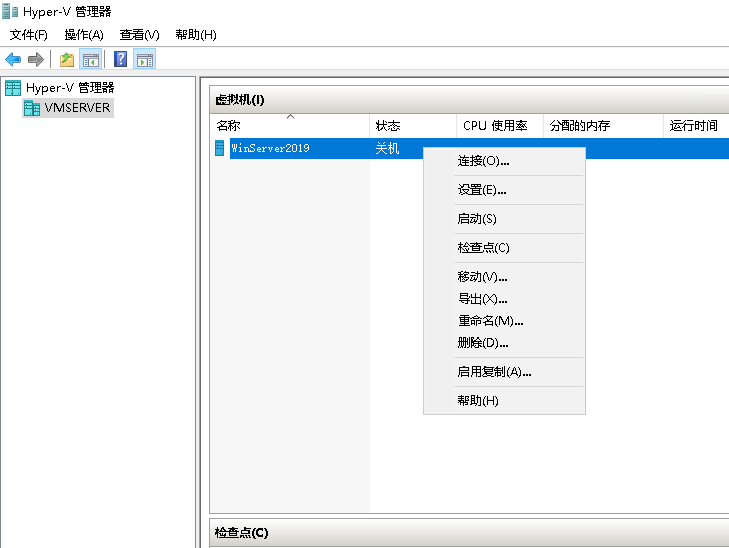 Hyper-V 管理器
文件(F) 操作(A) 查看(V) 帮助(H)
Hyper-V 管理器
VMSERVER
虚拟机(I)
名称 状态 CPU 使用率 分配的内存 运行时间
WinServer2019 关机
连接(O)...
设置(E)...
启动(S)
检查点(C)
移动(V)...
导出(X)...
重命名(M)...
删除(D)...
启用复制(A)...
帮助(H)
检查点(C)